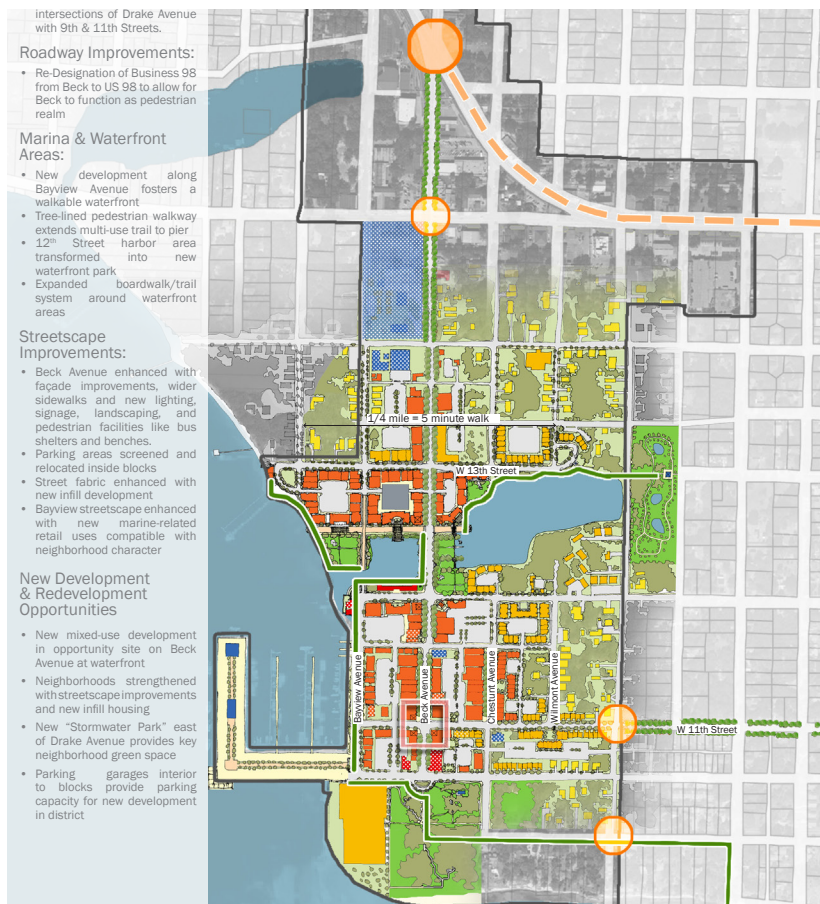 intersections of Drake Avenue
with 9th & 11th Streets.
Roadway Improvements:
• Re-Designation of Business 98
from Beck to US 98 to allow for
Beck to function as pedestrian
realm
Marina & Waterfront
Areas:
• New development along
Bayview Avenue fosters a
walkable waterfront
• Tree-lined pedestrian walkway
extends multi-use trail to pier
• 12th Street harbor area
transformed into new
waterfront park
• Expanded boardwalk/trail
system around waterfront
areas
Streetscape
Improvements:
• Beck Avenue enhanced with
façade improvements, wider
sidewalks and new lighting,
signage, landscaping, and
pedestrian facilities like bus
shelters and benches.
• Parking areas screened and
relocated inside blocks
• Street fabric enhanced with
new infill development
• Bayview streetscape enhanced
with new marine-related
retail uses compatible with
neighborhood character
New Development
& Redevelopment
Opportunities
• New mixed-use development
in opportunity site on Beck
Avenue at waterfront
• Neighborhoods strengthened
with streetscape improvements
and new infill housing
• New “Stormwater Park” east
of Drake Avenue provides key
neighborhood green space
• Parking garages interior
to blocks provide parking
capacity for new development
in district
1/4 mile = 5 minute walk
W 13th Street
Bayview Avenue
Beck Avenue
Chestunt Avenue
Wilmont Avenue
W 11th Street